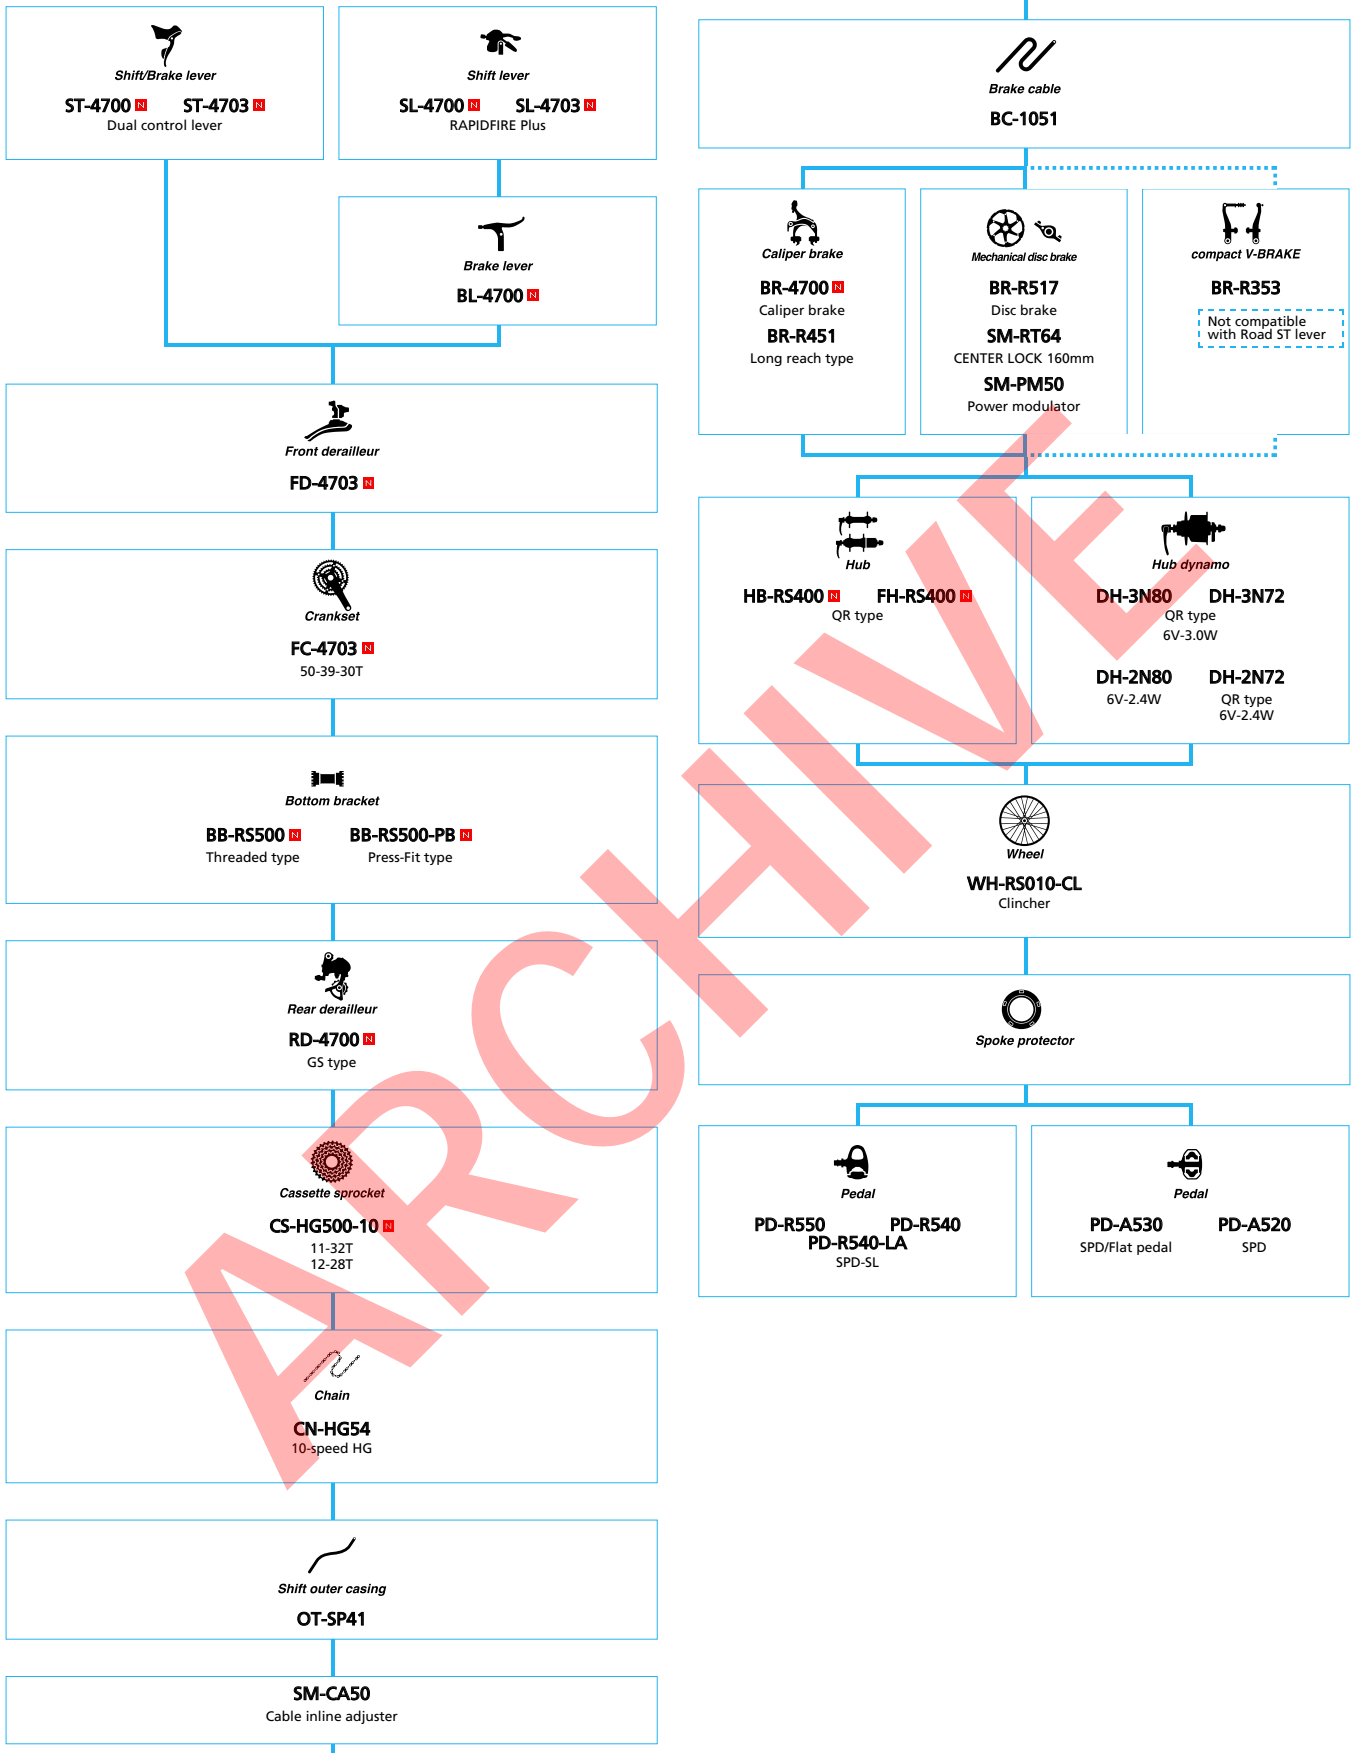 Shift/Brake lever
ST-4700 N ST-4703 N
Dual control lever
Shift lever
SL-4700 N SL-4703 N
RAPIDFIRE Plus
Brake lever
BL-4700 N
Front derailleur
FD-4703 N
Crankset
FC-4703 N
50-39-30T
Bottom bracket
BB-RS500 N BB-RS500-PB N
Threaded type Press-Fit type
Rear derailleur
RD-4700 N
GS type
Cassette sprocket
CS-HG500-10 N
11-32T
12-28T
Chain
CN-HG54
10-speed HG
Shift outer casing
OT-SP41
SM-CA50
Cable inline adjuster
Brake cable
BC-1051
Caliper brake
BR-4700 N
Caliper brake
BR-R451
Long reach type
Mechanical disc brake
BR-R517
Disc brake
SM-RT64
CENTER LOCK 160mm
SM-PM50
Power modulator
compact V-BRAKE
BR-R353
Not compatible
with Road ST lever
Hub
HB-RS400 N FH-RS400 N
QR type
Hub dynamo
DH-3N80 DH-3N72
QR type
6V-3.0W
DH-2N80 DH-2N72
6V-2.4W QR type
6V-2.4W
Wheel
WH-RS010-CL
Clincher
Spoke protector
Pedal
PD-R550 PD-R540
PD-R540-LA
SPD-SL
Pedal
PD-A530 PD-A520
SPD/Flat pedal SPD
ARCHIVE